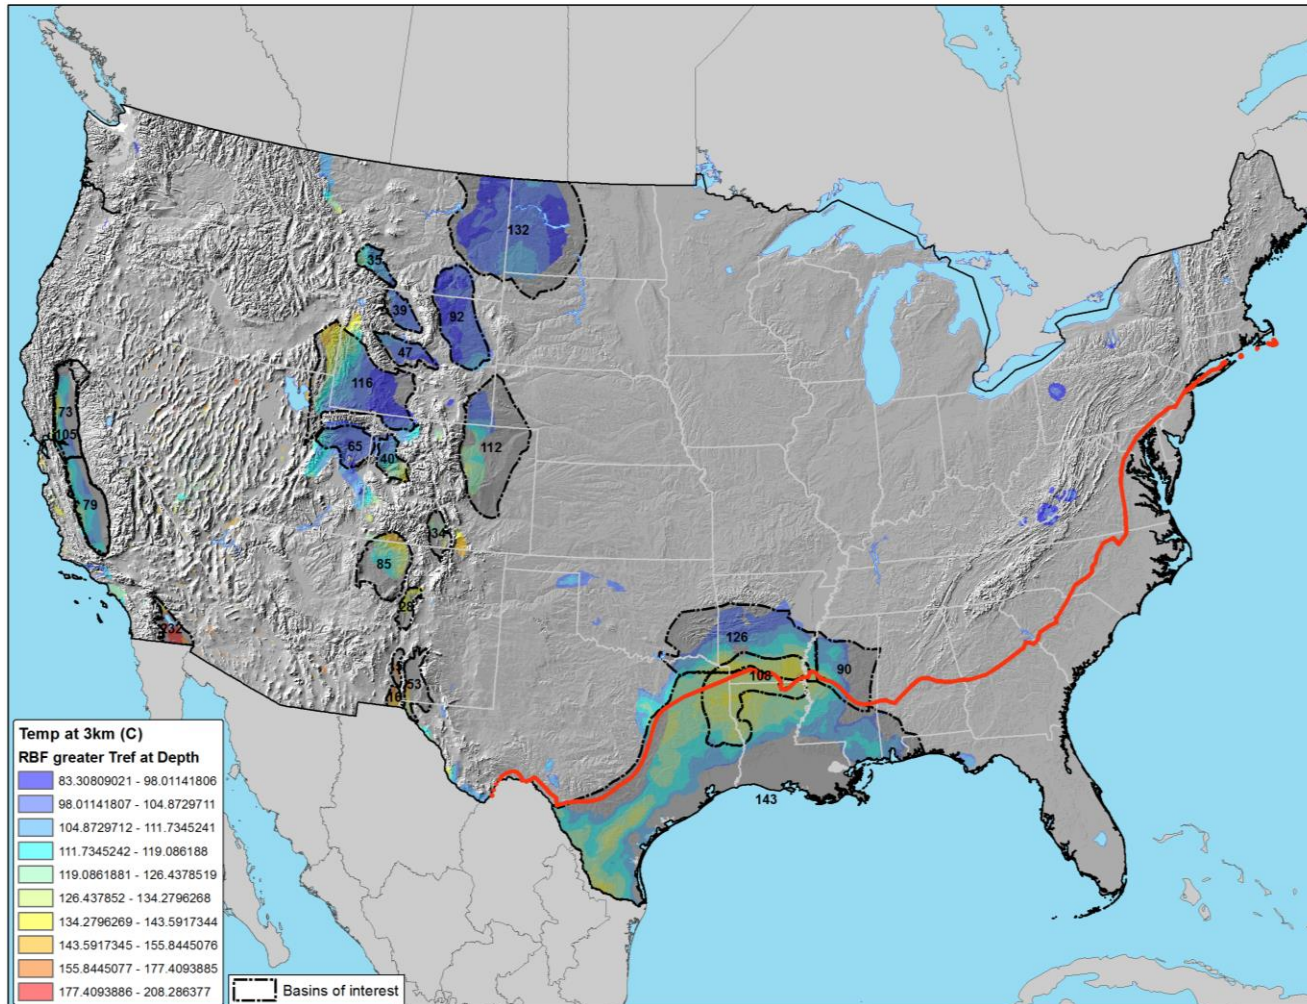 132
35
39
92
47
116
73
105
65
40
112
79
34
85
28
232
126
90
108
15
53
16
143
Temp at 3km (C)
RBF greater Tref at Depth
83.30809021 - 98.01141806
98.01141807 - 104.8729711
104.8729712 - 111.7345241
111.7345242 - 119.086188
119.0861881 - 126.4378519
126.437852 - 134.2796268
134.2796269 - 143.5917344
143.5917345 - 155.8445076
155.8445077 - 177.4093885
177.4093886 - 208.286377
Basins of interest